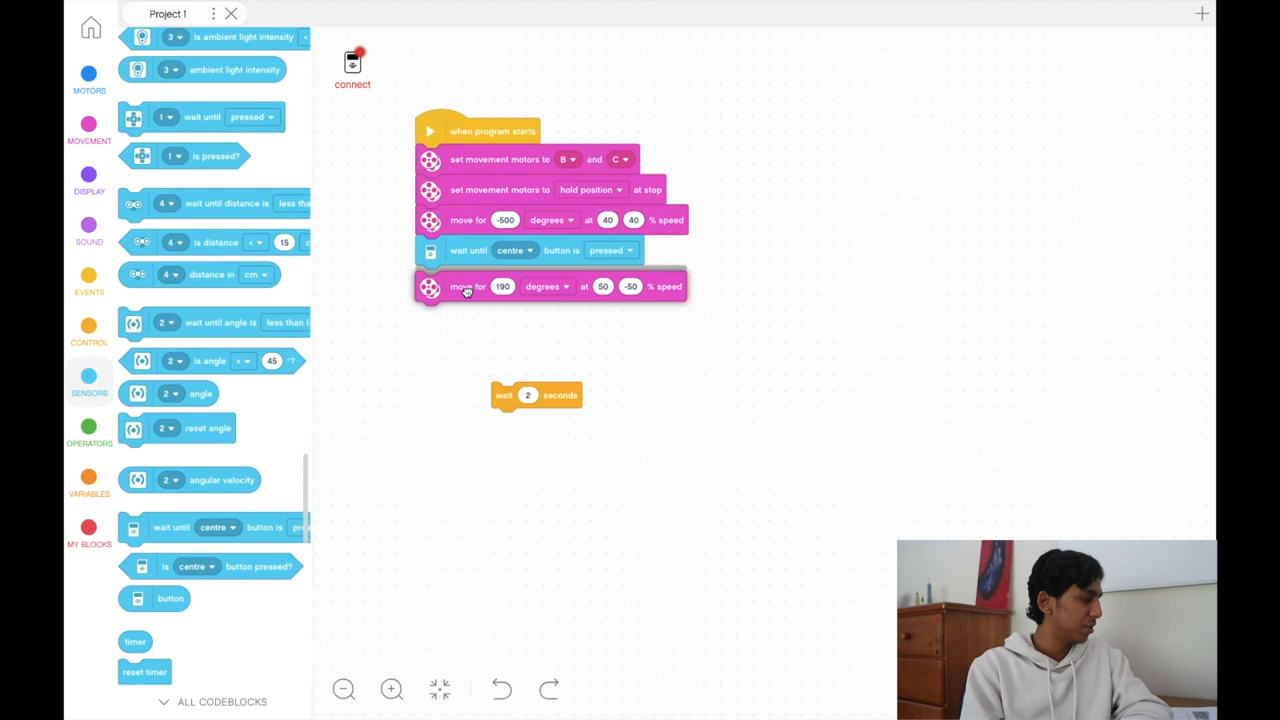 Project 1
connect
MOTORS
MOVEMENT
DISPLAY
SOUND
EVENTS
CONTROL
SENSORS
OPERATORS
VARIABLES
MY BLOCKS
3 is ambient light intensity <
3 ambient light intensity
1 wait until pressed
1 is pressed?
4 wait until distance is less tha
4 is distance < 15 c
4 distance in cm
2 wait until angle is less than (
2 is angle < 45 °?
2 angle
2 reset angle
2 angular velocity
wait until centre button is pre
is centre button pressed?
button
timer
reset timer
ALL CODEBLOCKS
when program starts
set movement motors to B and C
set movement motors to hold position at stop
move for -500 degrees at 40 40 % speed
wait until centre button is pressed
move for 190 degrees at 50 -50 % speed
wait 2 seconds